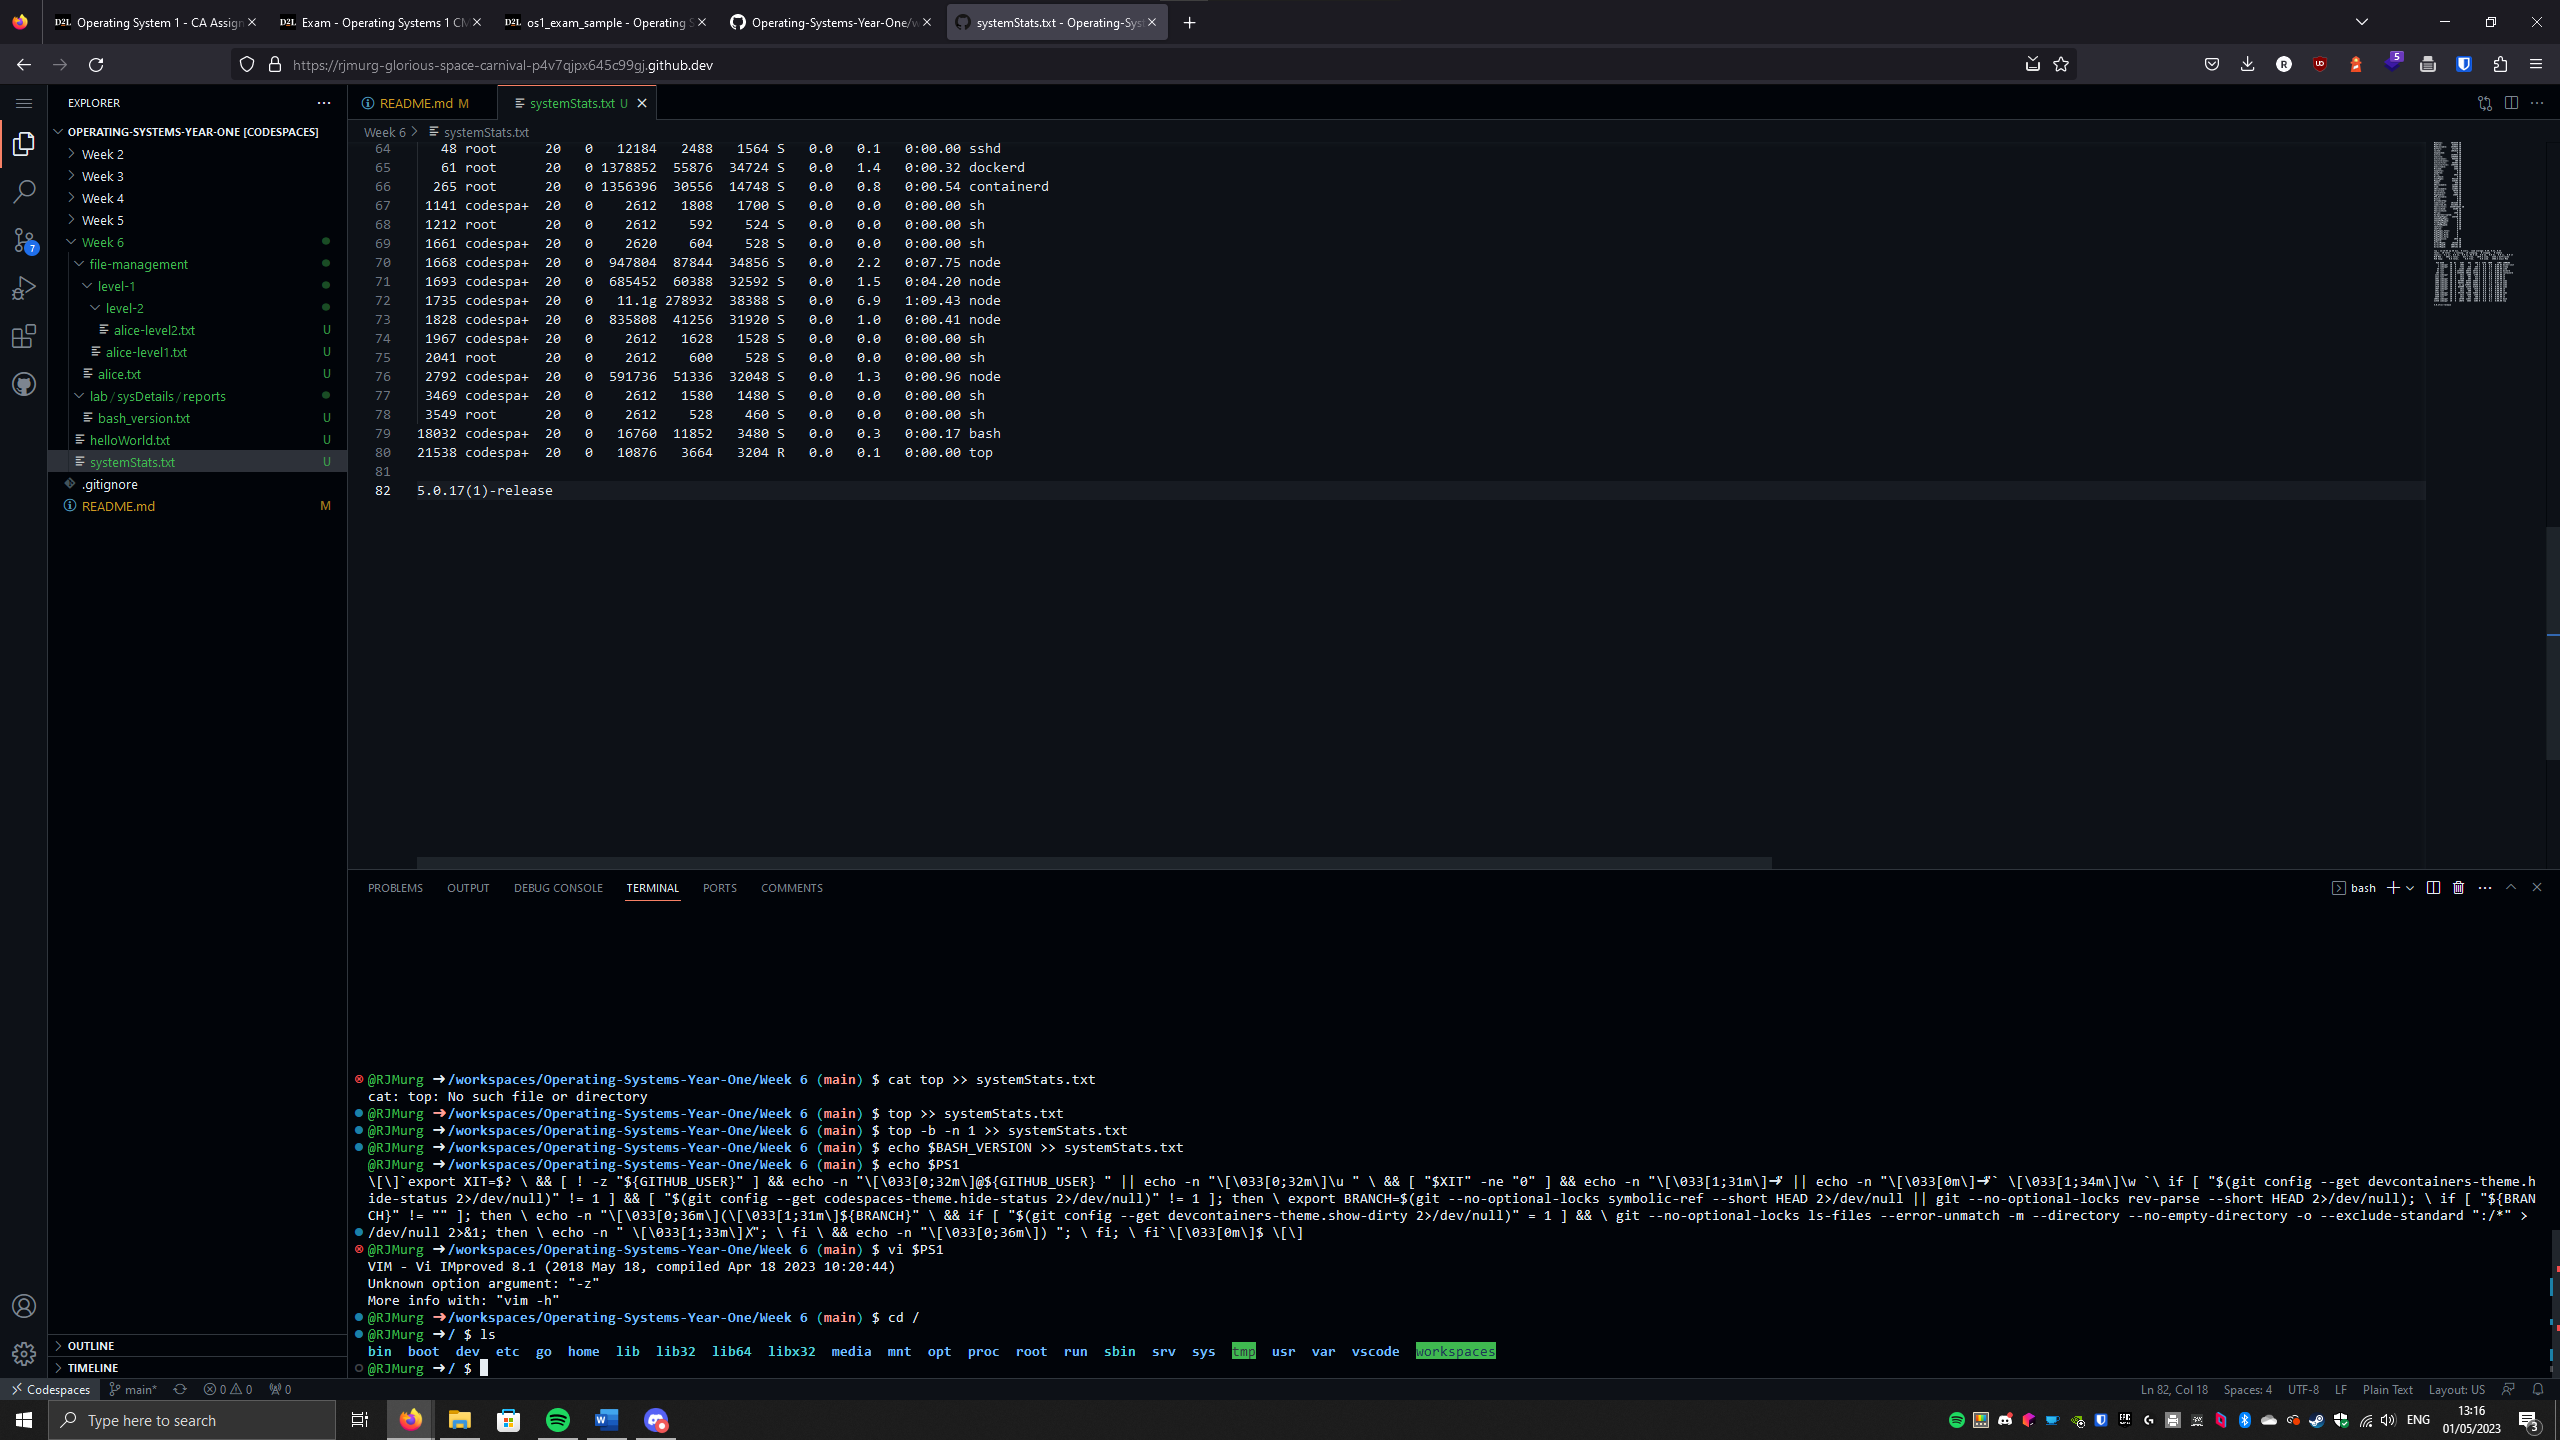 Operating System 1 - CA Assign
Exam - Operating Systems 1 CM
os1_exam_sample - Operating S
Operating-Systems-Year-One/w
systemStats.txt - Operating-Syst
https://rjmurg-glorious-space-carnival-p4v7qjpx645c99gj.github.dev
EXPLORER
README.md M
systemStats.txt U
OPERATING-SYSTEMS-YEAR-ONE [CODESPACES]
Week 2
Week 3
Week 4
Week 5
Week 6
file-management
level-1
level-2
alice-level2.txt U
alice-level1.txt U
alice.txt U
lab / sysDetails / reports
bash_version.txt U
helloWorld.txt U
systemStats.txt U
.gitignore
README.md M
OUTLINE
TIMELINE
Week 6 > systemStats.txt
64 48 root 20 0 12184 2488 1564 S 0.0 0.1 0:00.00 sshd
65 61 root 20 0 1378852 55876 34724 S 0.0 1.4 0:00.32 dockerd
66 265 root 20 0 1356396 30556 14748 S 0.0 0.8 0:00.54 containerd
67 1141 codespa+ 20 0 2612 1808 1700 S 0.0 0.0 0:00.00 sh
68 1212 root 20 0 2612 592 524 S 0.0 0.0 0:00.00 sh
69 1661 codespa+ 20 0 2620 604 528 S 0.0 0.0 0:00.00 sh
70 1668 codespa+ 20 0 947804 87844 34856 S 0.0 2.2 0:07.75 node
71 1693 codespa+ 20 0 685452 60388 32592 S 0.0 1.5 0:04.20 node
72 1735 codespa+ 20 0 11.1g 278932 38388 S 0.0 6.9 1:09.43 node
73 1828 codespa+ 20 0 835808 41256 31920 S 0.0 1.0 0:00.41 node
74 1967 codespa+ 20 0 2612 1628 1528 S 0.0 0.0 0:00.00 sh
75 2041 root 20 0 2612 600 528 S 0.0 0.0 0:00.00 sh
76 2792 codespa+ 20 0 591736 51336 32048 S 0.0 1.3 0:00.96 node
77 3469 codespa+ 20 0 2612 1580 1480 S 0.0 0.0 0:00.00 sh
78 3549 root 20 0 2612 528 460 S 0.0 0.0 0:00.00 sh
79 18032 codespa+ 20 0 16760 11852 3480 S 0.0 0.3 0:00.17 bash
80 21538 codespa+ 20 0 10876 3664 3204 R 0.0 0.1 0:00.00 top
81
82 5.0.17(1)-release
PROBLEMS OUTPUT DEBUG CONSOLE TERMINAL PORTS COMMENTS
bash
@RJMurg ➜/workspaces/Operating-Systems-Year-One/Week 6 (main) $ cat top >> systemStats.txt
cat: top: No such file or directory
@RJMurg ➜/workspaces/Operating-Systems-Year-One/Week 6 (main) $ top >> systemStats.txt
@RJMurg ➜/workspaces/Operating-Systems-Year-One/Week 6 (main) $ top -b -n 1 >> systemStats.txt
@RJMurg ➜/workspaces/Operating-Systems-Year-One/Week 6 (main) $ echo $BASH_VERSION >> systemStats.txt
@RJMurg ➜/workspaces/Operating-Systems-Year-One/Week 6 (main) $ echo $PS1
\[\]`export XIT=$? \ && [ ! -z "${GITHUB_USER}" ] && echo -n "\[\033[0;32m\]@${GITHUB_USER} " || echo -n "\[\033[0;32m\]\u " \ && [ "$XIT" -ne "0" ] && echo -n "\[\033[1;31m\]➜" || echo -n "\[\033[0m\]➜"` \[\033[1;34m\]\w `\ if [ "$(git config --get devcontainers-theme.h
ide-status 2>/dev/null)" != 1 ] && [ "$(git config --get codespaces-theme.hide-status 2>/dev/null)" != 1 ]; then \ export BRANCH=$(git --no-optional-locks symbolic-ref --short HEAD 2>/dev/null || git --no-optional-locks rev-parse --short HEAD 2>/dev/null); \ if [ "${BRAN
CH}" != "" ]; then \ echo -n "\[\033[0;36m\](\[\033[1;31m\]${BRANCH}" \ && if [ "$(git config --get devcontainers-theme.show-dirty 2>/dev/null)" = 1 ] && \ git --no-optional-locks ls-files --error-unmatch -m --directory --no-empty-directory -o --exclude-standard ":/*" >
/dev/null 2>&1; then \ echo -n " \[\033[1;33m\]✗"; \ fi \ && echo -n "\[\033[0;36m\]) "; \ fi; \ fi`\[\033[0m\]$ \[\]
@RJMurg ➜/workspaces/Operating-Systems-Year-One/Week 6 (main) $ vi $PS1
VIM - Vi IMproved 8.1 (2018 May 18, compiled Apr 18 2023 10:20:44)
Unknown option argument: "-z"
More info with: "vim -h"
@RJMurg ➜/workspaces/Operating-Systems-Year-One/Week 6 (main) $ cd /
@RJMurg ➜/ $ ls
bin boot dev etc go home lib lib32 lib64 libx32 media mnt opt proc root run sbin srv sys tmp usr var vscode workspaces
@RJMurg ➜/ $
Codespaces main* 0 0 0
Ln 82, Col 18 Spaces: 4 UTF-8 LF Plain Text Layout: US
Type here to search
ENG
13:16
01/05/2023
3
7
5